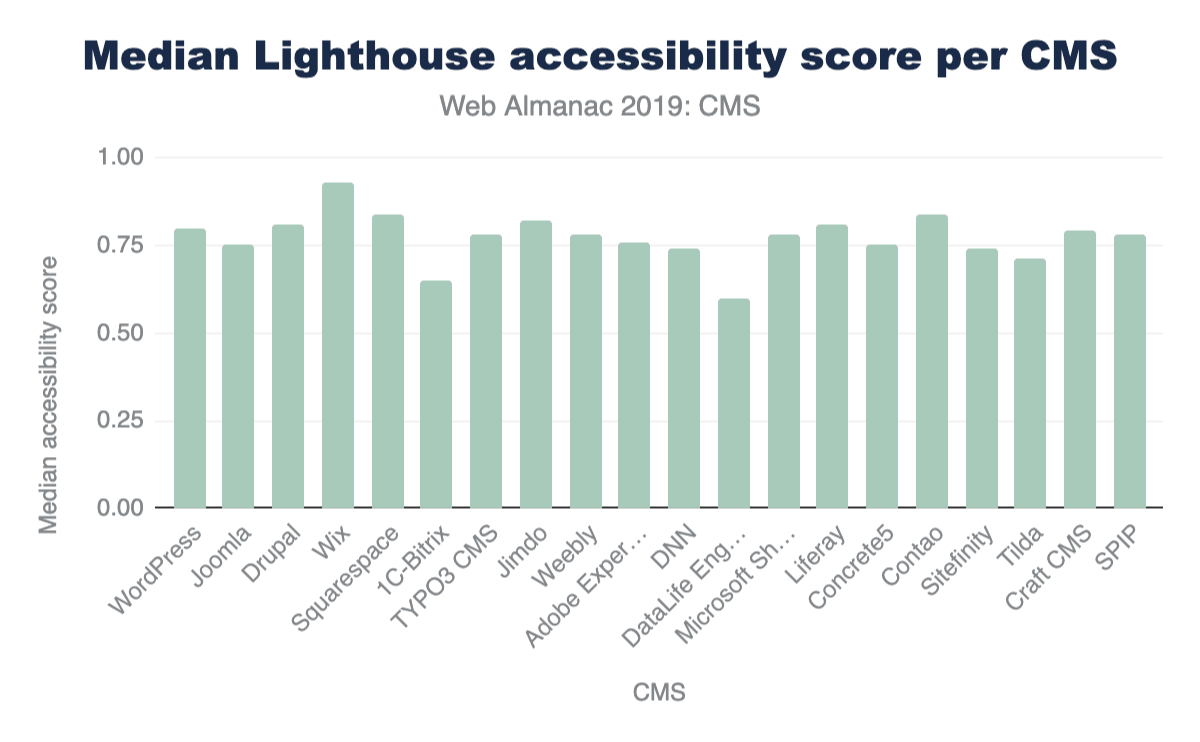 Median Lighthouse accessibility score per CMS
Web Almanac 2019: CMS
Median accessibility score
1.00
0.75
0.50
0.25
0.00
WordPress
Joomla
Drupal
Wix
Squarespace
1C-Bitrix
TYPO3 CMS
Jimdo
Weebly
Adobe Exper…
DNN
DataLife Eng…
Microsoft Sh…
Liferay
Concrete5
Contao
Sitefinity
Tilda
Craft CMS
SPIP
CMS